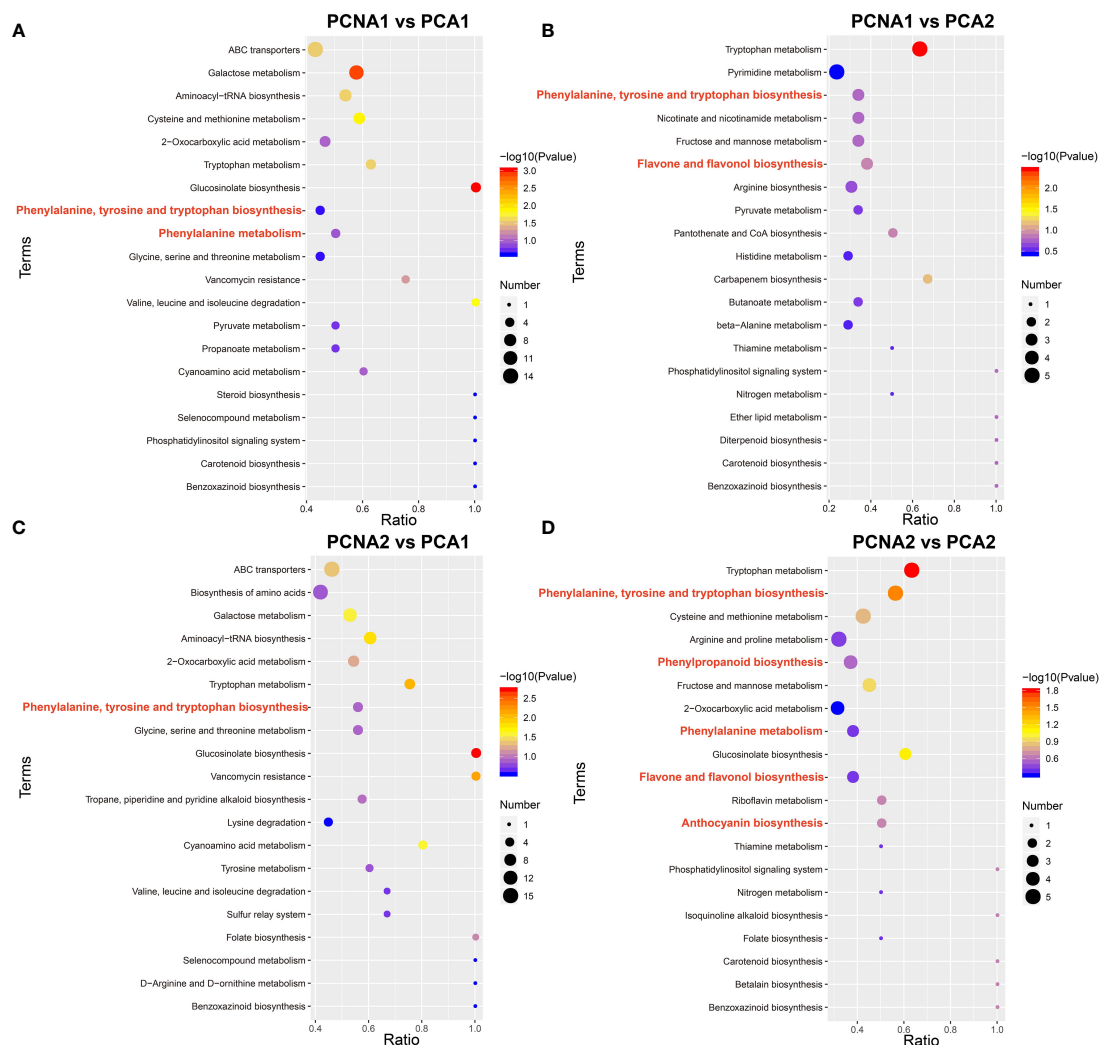 A
PCNA1 vs PCA1
ABC transporters
Galactose metabolism
Aminoacyl−tRNA biosynthesis
Cysteine and methionine metabolism
2−Oxocarboxylic acid metabolism
Tryptophan metabolism
Glucosinolate biosynthesis
Phenylalanine, tyrosine and tryptophan biosynthesis
Phenylalanine metabolism
Glycine, serine and threonine metabolism
Vancomycin resistance
Valine, leucine and isoleucine degradation
Pyruvate metabolism
Propanoate metabolism
Cyanoamino acid metabolism
Steroid biosynthesis
Selenocompound metabolism
Phosphatidylinositol signaling system
Carotenoid biosynthesis
Benzoxazinoid biosynthesis
Terms
0.4 0.6 0.8 1.0
Ratio
−log10(Pvalue)
3.0
2.5
2.0
1.5
1.0
Number
1
4
8
11
14
B
PCNA1 vs PCA2
Tryptophan metabolism
Pyrimidine metabolism
Phenylalanine, tyrosine and tryptophan biosynthesis
Nicotinate and nicotinamide metabolism
Fructose and mannose metabolism
Flavone and flavonol biosynthesis
Arginine biosynthesis
Pyruvate metabolism
Pantothenate and CoA biosynthesis
Histidine metabolism
Carbapenem biosynthesis
Butanoate metabolism
beta−Alanine metabolism
Thiamine metabolism
Phosphatidylinositol signaling system
Nitrogen metabolism
Ether lipid metabolism
Diterpenoid biosynthesis
Carotenoid biosynthesis
Benzoxazinoid biosynthesis
Terms
0.2 0.4 0.6 0.8 1.0
Ratio
−log10(Pvalue)
2.0
1.5
1.0
0.5
Number
1
2
3
4
5
C
PCNA2 vs PCA1
ABC transporters
Biosynthesis of amino acids
Galactose metabolism
Aminoacyl−tRNA biosynthesis
2−Oxocarboxylic acid metabolism
Tryptophan metabolism
Phenylalanine, tyrosine and tryptophan biosynthesis
Glycine, serine and threonine metabolism
Glucosinolate biosynthesis
Vancomycin resistance
Tropane, piperidine and pyridine alkaloid biosynthesis
Lysine degradation
Cyanoamino acid metabolism
Tyrosine metabolism
Valine, leucine and isoleucine degradation
Sulfur relay system
Folate biosynthesis
Selenocompound metabolism
D−Arginine and D−ornithine metabolism
Benzoxazinoid biosynthesis
Terms
0.4 0.6 0.8 1.0
Ratio
−log10(Pvalue)
2.5
2.0
1.5
1.0
Number
1
4
8
12
15
D
PCNA2 vs PCA2
Tryptophan metabolism
Phenylalanine, tyrosine and tryptophan biosynthesis
Cysteine and methionine metabolism
Arginine and proline metabolism
Phenylpropanoid biosynthesis
Fructose and mannose metabolism
2−Oxocarboxylic acid metabolism
Phenylalanine metabolism
Glucosinolate biosynthesis
Flavone and flavonol biosynthesis
Riboflavin metabolism
Anthocyanin biosynthesis
Thiamine metabolism
Phosphatidylinositol signaling system
Nitrogen metabolism
Isoquinoline alkaloid biosynthesis
Folate biosynthesis
Carotenoid biosynthesis
Betalain biosynthesis
Benzoxazinoid biosynthesis
Terms
0.4 0.6 0.8 1.0
Ratio
−log10(Pvalue)
1.8
1.5
1.2
0.9
0.6
Number
1
2
3
4
5